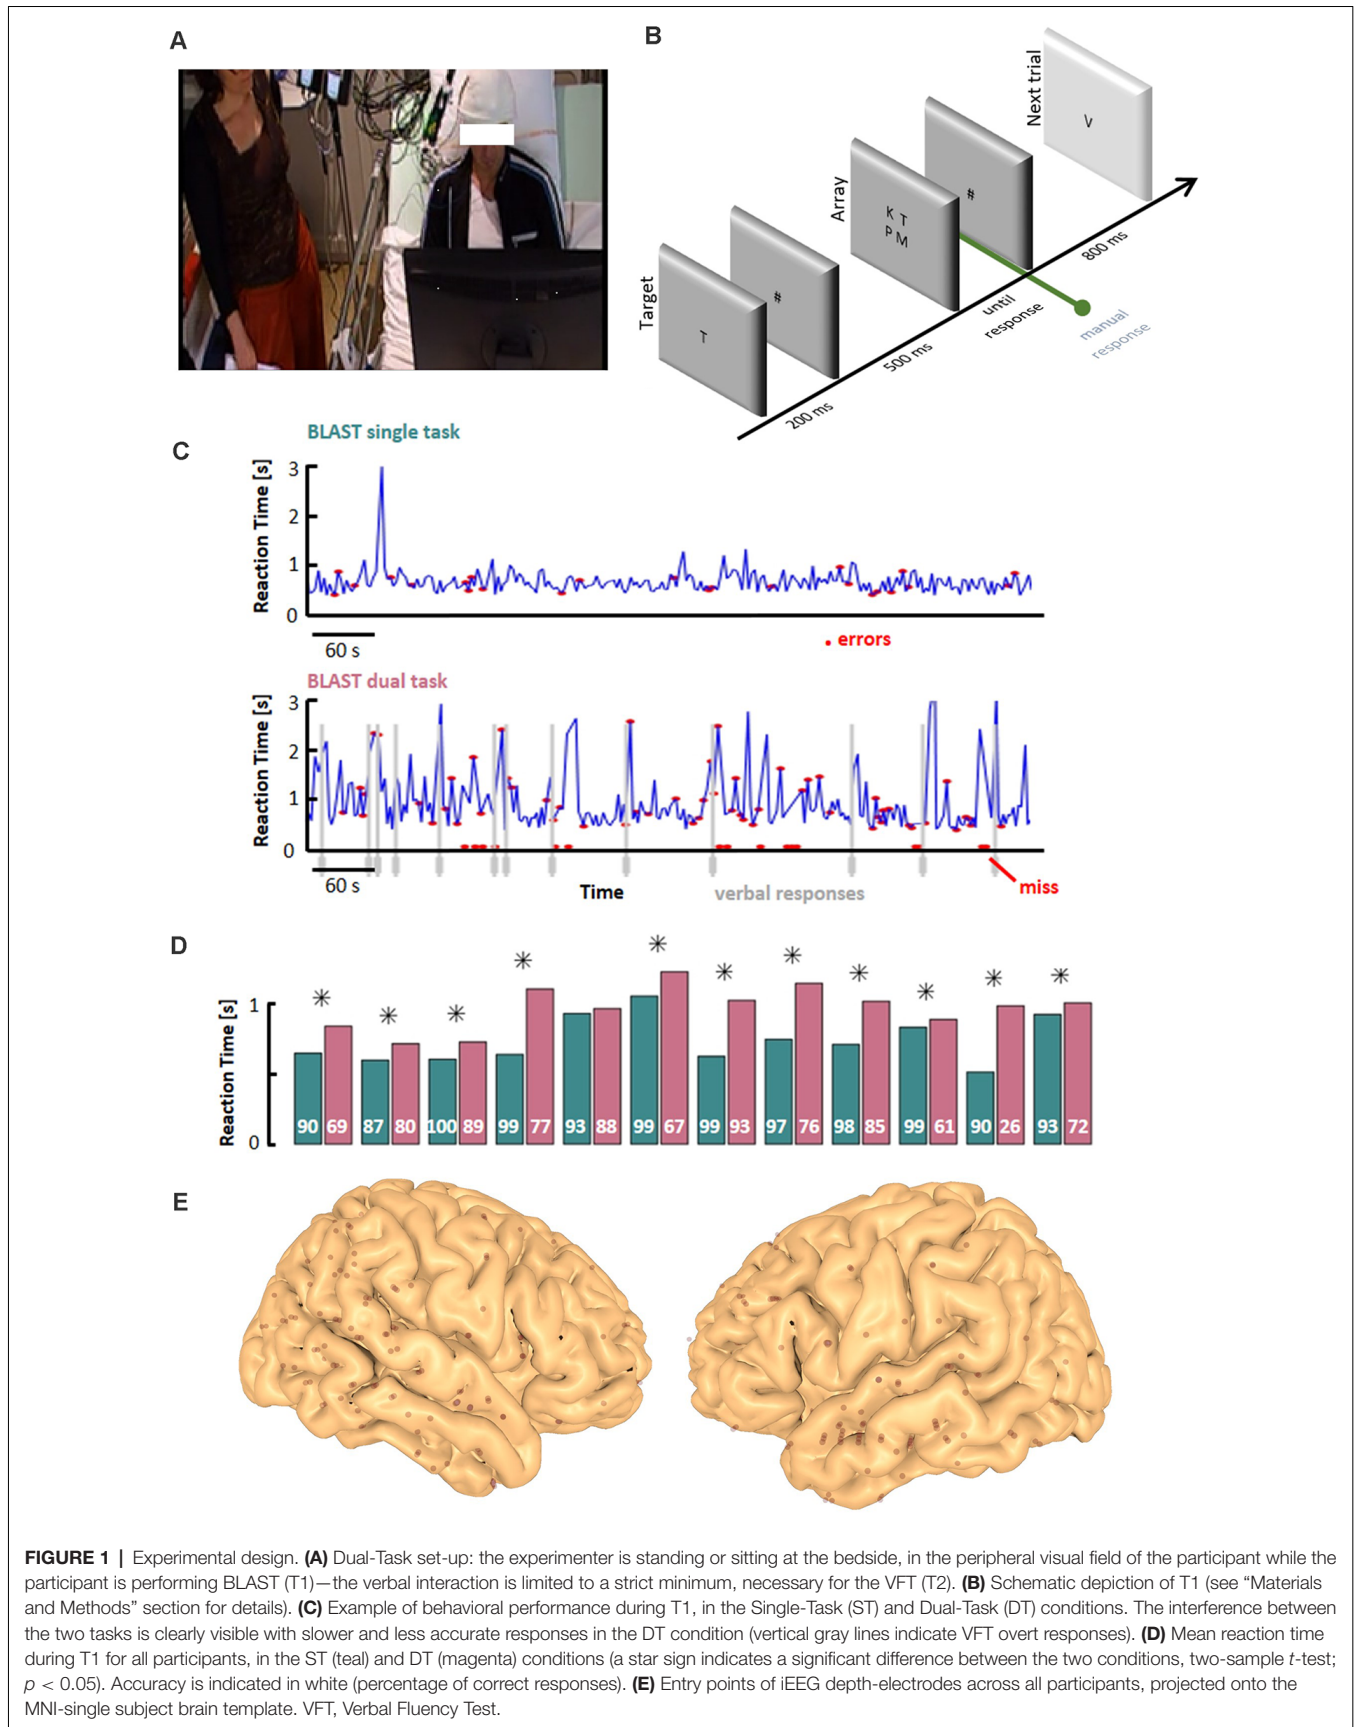 A
B
Target
T
#
Array
K T
P M
#
Next trial
V
200 ms
500 ms
until
response
800 ms
manual
response
C
BLAST single task
Reaction Time [s]
3
2
1
0
60 s
. errors
BLAST dual task
Reaction Time [s]
3
2
1
0
60 s
Time
verbal responses
miss
D
Reaction Time [s]
1
0
90 69 87 80 100 89 99 77 93 88 99 67 99 93 97 76 98 85 99 61 90 26 93 72
E
FIGURE 1 | Experimental design. (A) Dual-Task set-up: the experimenter is standing or sitting at the bedside, in the peripheral visual field of the participant while the
participant is performing BLAST (T1)—the verbal interaction is limited to a strict minimum, necessary for the VFT (T2). (B) Schematic depiction of T1 (see “Materials
and Methods” section for details). (C) Example of behavioral performance during T1, in the Single-Task (ST) and Dual-Task (DT) conditions. The interference between
the two tasks is clearly visible with slower and less accurate responses in the DT condition (vertical gray lines indicate VFT overt responses). (D) Mean reaction time
during T1 for all participants, in the ST (teal) and DT (magenta) conditions (a star sign indicates a significant difference between the two conditions, two-sample t-test;
p < 0.05). Accuracy is indicated in white (percentage of correct responses). (E) Entry points of iEEG depth-electrodes across all participants, projected onto the
MNI-single subject brain template. VFT, Verbal Fluency Test.